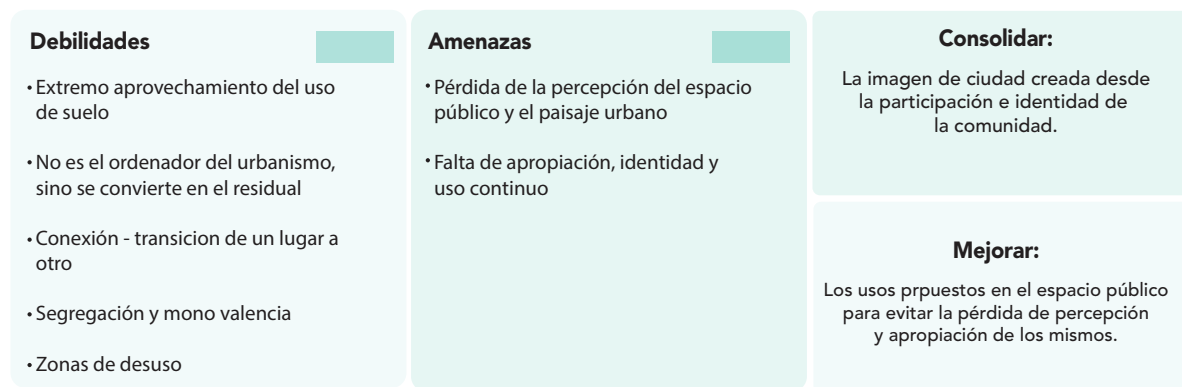 Debilidades
• Extremo aprovechamiento del uso
de suelo
• No es el ordenador del urbanismo,
sino se convierte en el residual
• Conexión - transicion de un lugar a
otro
• Segregación y mono valencia
• Zonas de desuso
Amenazas
• Pérdida de la percepción del espacio
público y el paisaje urbano
• Falta de apropiación, identidad y
uso continuo
Consolidar:
La imagen de ciudad creada desde
la participación e identidad de
la comunidad.
Mejorar:
Los usos prpuestos en el espacio público
para evitar la pérdida de percepción
y apropiación de los mismos.